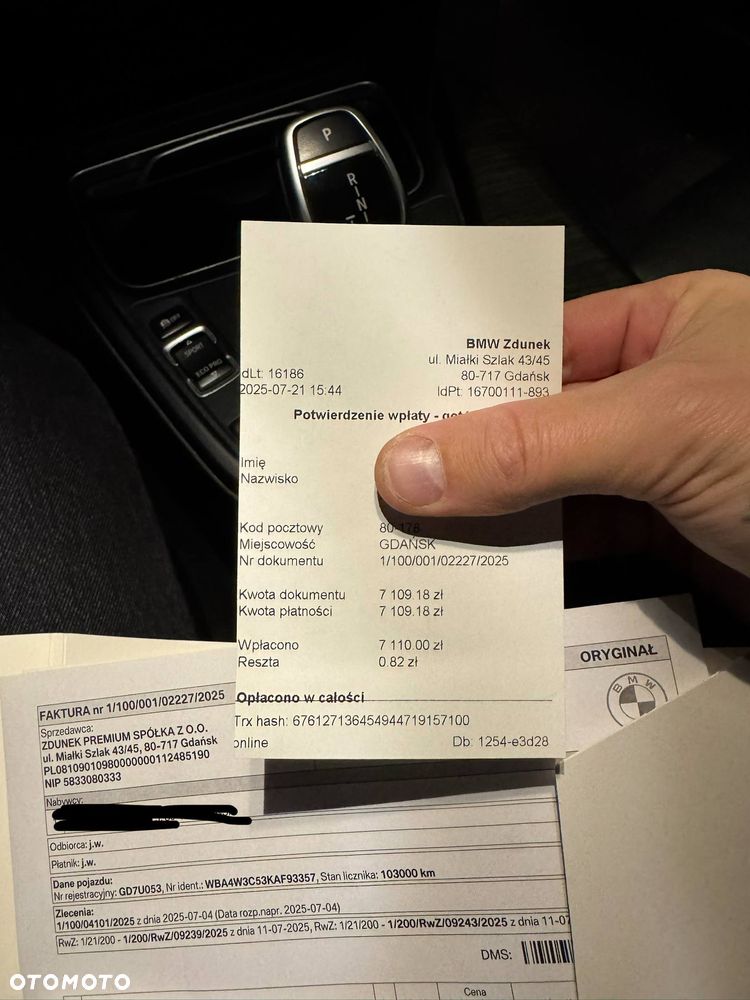 P
R
N
OFF
SPORT
ECO PRO
BMW Zdunek
ul. Miałki Szlak 43/45
80-717 Gdańsk
IdPt: 16700111-893
dLt: 16186
2025-07-21 15:44
Potwierdzenie wpłaty -
Imię
Nazwisko
Kod pocztowy 80-178
Miejscowość GDAŃSK
Nr dokumentu 1/100/001/02227/2025
Kwota dokumentu 7 109.18 zł
Kwota płatności 7 109.18 zł
Wpłacono 7 110.00 zł
Reszta 0.82 zł
Opłacono w całości
Trx hash: 676127136454944719157100
online Db: 1254-e3d28
ORYGINAŁ
BMW
FAKTURA nr 1/100/001/02227/2025
Sprzedawca:
ZDUNEK PREMIUM SPÓŁKA Z O.O.
ul. Miałki Szlak 43/45, 80-717 Gdańsk
PL08109010980000000112485190
NIP 5833080333
Nabywcy:
Odbiorca: j.w.
Płatnik: j.w.
Dane pojazdu:
Nr rejestracyjny: GD7U053, Nr ident.: WBA4W3C53KAF93357, Stan licznika: 103000 km
Zlecenia:
1/100/04101/2025 z dnia 2025-07-04 (Data rozp.napr. 2025-07-04)
RwZ: 1/21/200 - 1/200/RwZ/09239/2025 z dnia 11-07-2025, RwZ: 1/21/200 - 1/200/RwZ/09243/2025 z dnia 11-07
DMS:
Cena
OTOMOTO